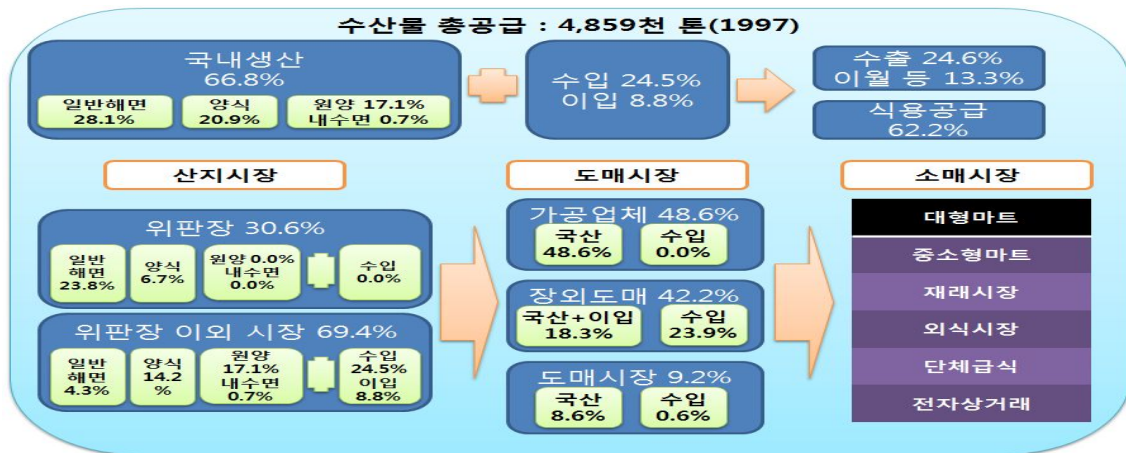 수산물 총공급 : 4,859천 톤(1997)
국내생산
66.8%
일반해면
28.1%
양식
20.9%
원양 17.1%
내수면 0.7%
수입 24.5%
이입 8.8%
수출 24.6%
이월 등 13.3%
식용공급
62.2%
산지시장
도매시장
소매시장
위판장 30.6%
일반
해면
23.8%
양식
6.7%
원양 0.0%
내수면
0.0%
수입
0.0%
위판장 이외 시장 69.4%
일반
해면
4.3%
양식
14.2
%
원양
17.1%
내수면
0.7%
수입
24.5%
이입
8.8%
가공업체 48.6%
국산
48.6%
수입
0.0%
장외도매 42.2%
국산+이입
18.3%
수입
23.9%
도매시장 9.2%
국산
8.6%
수입
0.6%
대형마트
중소형마트
재래시장
외식시장
단체급식
전자상거래